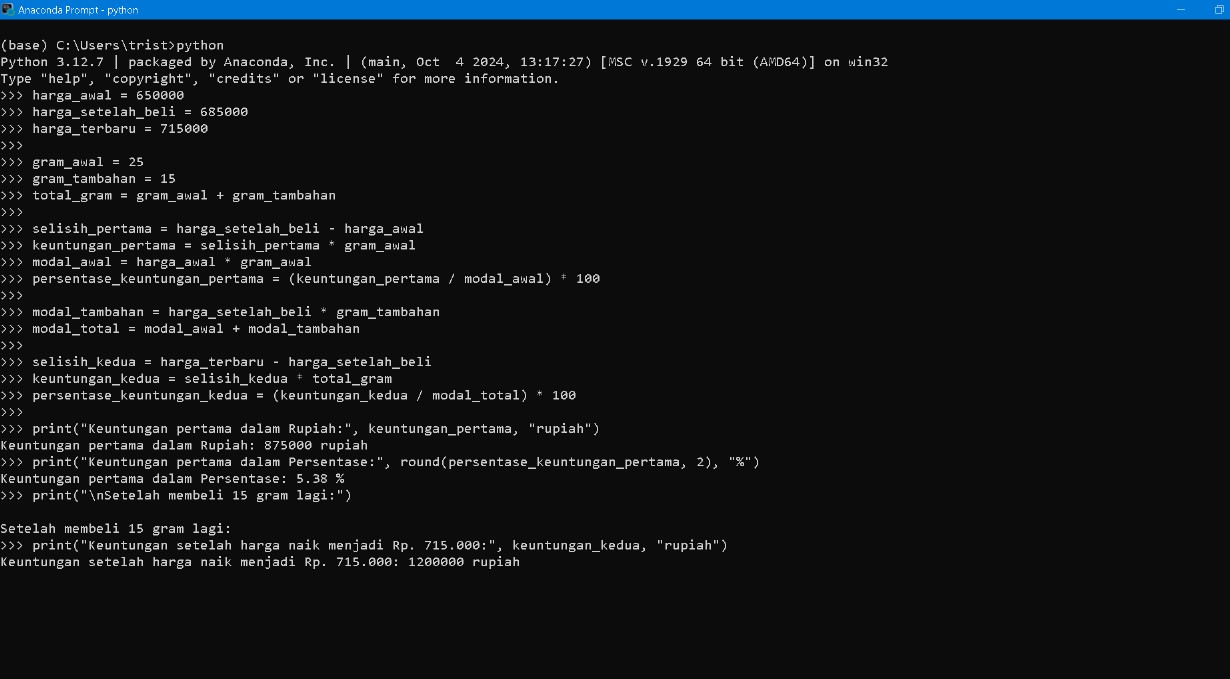 Anaconda Prompt - python
(base) C:\Users\trist>python
Python 3.12.7 | packaged by Anaconda, Inc. | (main, Oct  4 2024, 13:17:27) [MSC v.1929 64 bit (AMD64)] on win32
Type "help", "copyright", "credits" or "license" for more information.
>>> harga_awal = 650000
>>> harga_setelah_beli = 685000
>>> harga_terbaru = 715000
>>>
>>> gram_awal = 25
>>> gram_tambahan = 15
>>> total_gram = gram_awal + gram_tambahan
>>>
>>> selisih_pertama = harga_setelah_beli - harga_awal
>>> keuntungan_pertama = selisih_pertama * gram_awal
>>> modal_awal = harga_awal * gram_awal
>>> persentase_keuntungan_pertama = (keuntungan_pertama / modal_awal) * 100
>>>
>>> modal_tambahan = harga_setelah_beli * gram_tambahan
>>> modal_total = modal_awal + modal_tambahan
>>>
>>> selisih_kedua = harga_terbaru - harga_setelah_beli
>>> keuntungan_kedua = selisih_kedua * total_gram
>>> persentase_keuntungan_kedua = (keuntungan_kedua / modal_total) * 100
>>>
>>> print("Keuntungan pertama dalam Rupiah:", keuntungan_pertama, "rupiah")
Keuntungan pertama dalam Rupiah: 875000 rupiah
>>> print("Keuntungan pertama dalam Persentase:", round(persentase_keuntungan_pertama, 2), "%")
Keuntungan pertama dalam Persentase: 5.38 %
>>> print("\nSetelah membeli 15 gram lagi:")

Setelah membeli 15 gram lagi:
>>> print("Keuntungan setelah harga naik menjadi Rp. 715.000:", keuntungan_kedua, "rupiah")
Keuntungan setelah harga naik menjadi Rp. 715.000: 1200000 rupiah